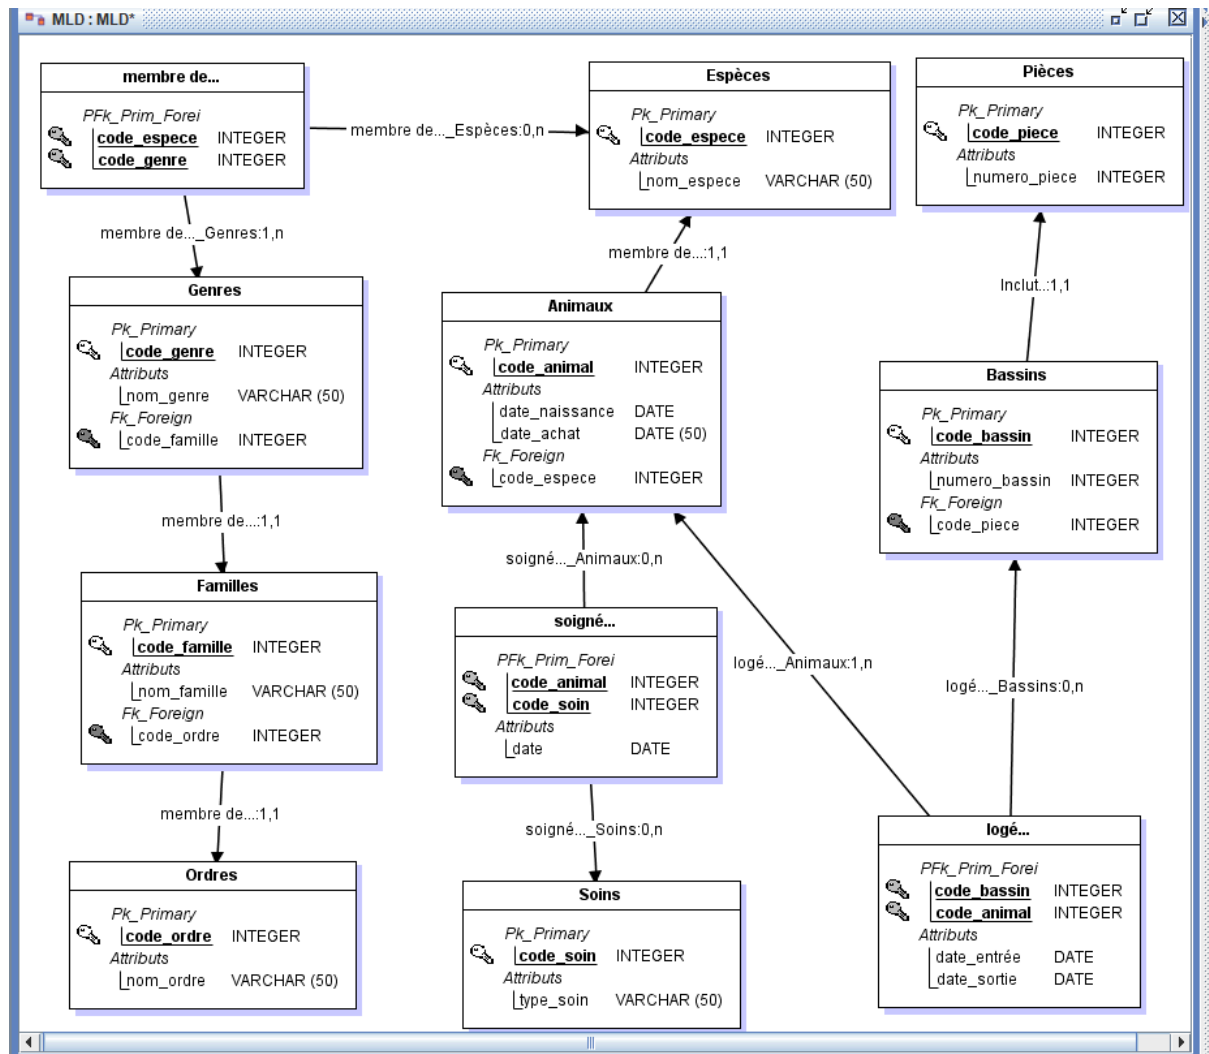 MLD : MLD*
membre de...
PFk_Prim_Forei
code_espece INTEGER
code_genre INTEGER
membre de..._Espèces:0,n
Espèces
Pk_Primary
code_espece INTEGER
Attributs
nom_espece VARCHAR (50)
Pièces
Pk_Primary
code_piece INTEGER
Attributs
numero_piece INTEGER
membre de..._Genres:1,n
membre de...:1,1
Inclut..:1,1
Genres
Pk_Primary
code_genre INTEGER
Attributs
nom_genre VARCHAR (50)
Fk_Foreign
code_famille INTEGER
Animaux
Pk_Primary
code_animal INTEGER
Attributs
date_naissance DATE
date_achat DATE (50)
Fk_Foreign
code_espece INTEGER
Bassins
Pk_Primary
code_bassin INTEGER
Attributs
numero_bassin INTEGER
Fk_Foreign
code_piece INTEGER
membre de...:1,1
soigné..._Animaux:0,n
logé..._Animaux:1,n
logé..._Bassins:0,n
Familles
Pk_Primary
code_famille INTEGER
Attributs
nom_famille VARCHAR (50)
Fk_Foreign
code_ordre INTEGER
soigné...
PFk_Prim_Forei
code_animal INTEGER
code_soin INTEGER
Attributs
date DATE
membre de...:1,1
soigné..._Soins:0,n
Ordres
Pk_Primary
code_ordre INTEGER
Attributs
nom_ordre VARCHAR (50)
Soins
Pk_Primary
code_soin INTEGER
Attributs
type_soin VARCHAR (50)
logé...
PFk_Prim_Forei
code_bassin INTEGER
code_animal INTEGER
Attributs
date_entrée DATE
date_sortie DATE